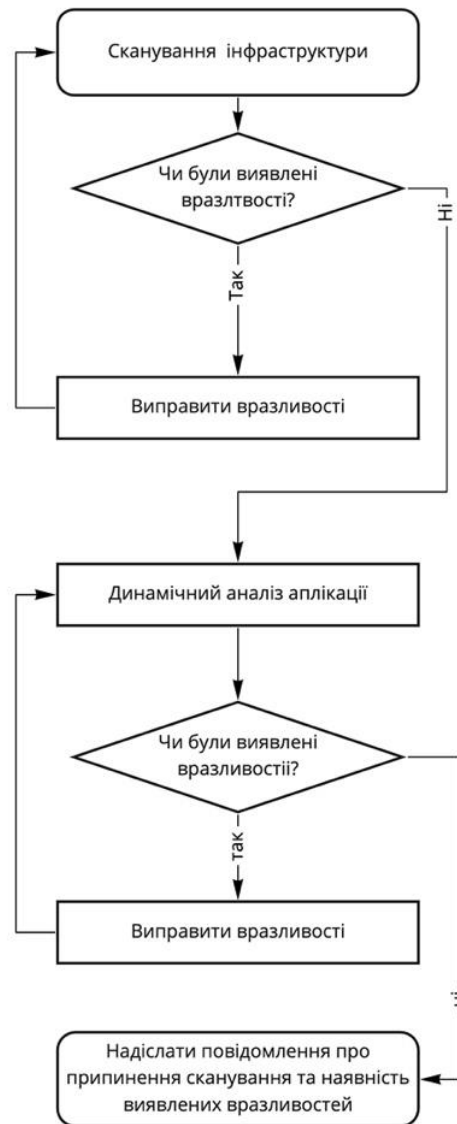 Сканування інфраструктури
Чи були виявлені
вразлтвості?
Ні
Так
Виправити вразливості
Динамічний аналіз аплікації
Чи були виявлені
вразливостіі?
так
Виправити вразливості
Надіслати повідомлення про
припинення сканування та наявність
виявлених вразливостей